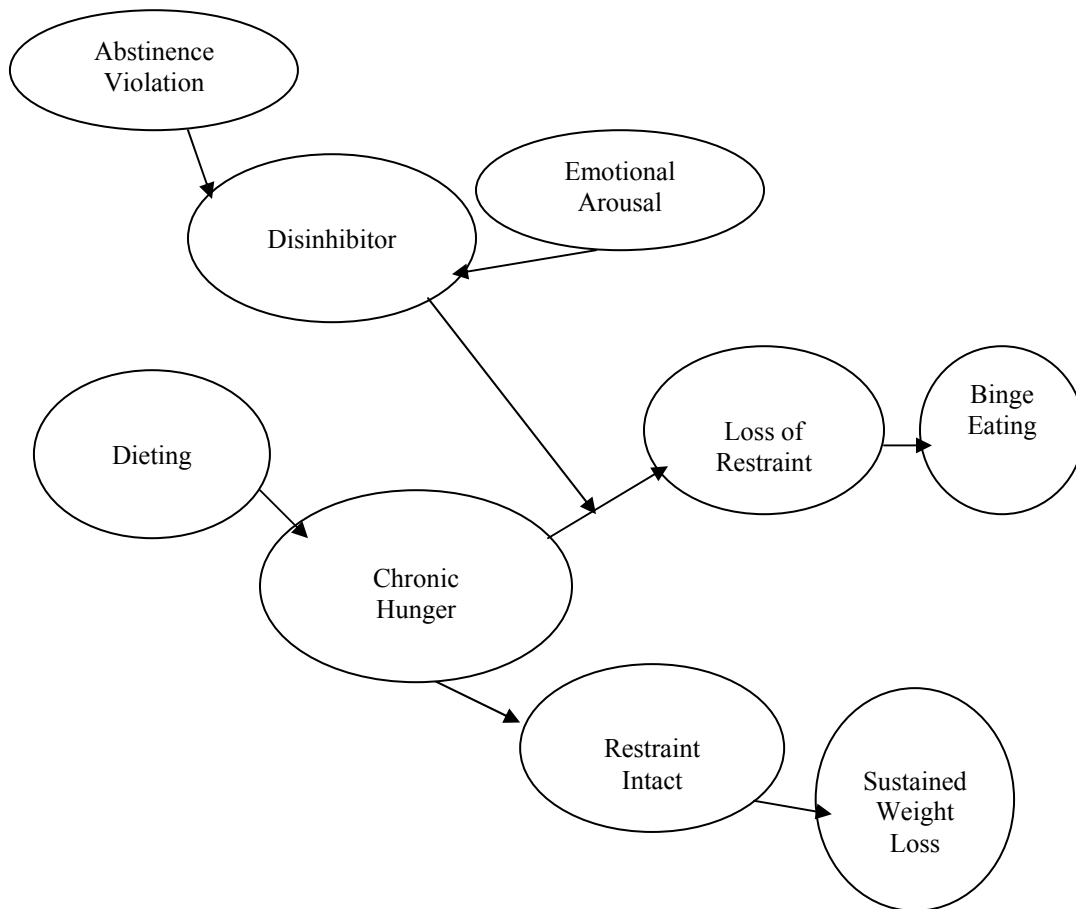 Abstinence
Violation
Emotional
Arousal
Disinhibitor
Binge
Eating
Loss of
Restraint
Dieting
Chronic
Hunger
Restraint
Intact
Sustained
Weight
Loss